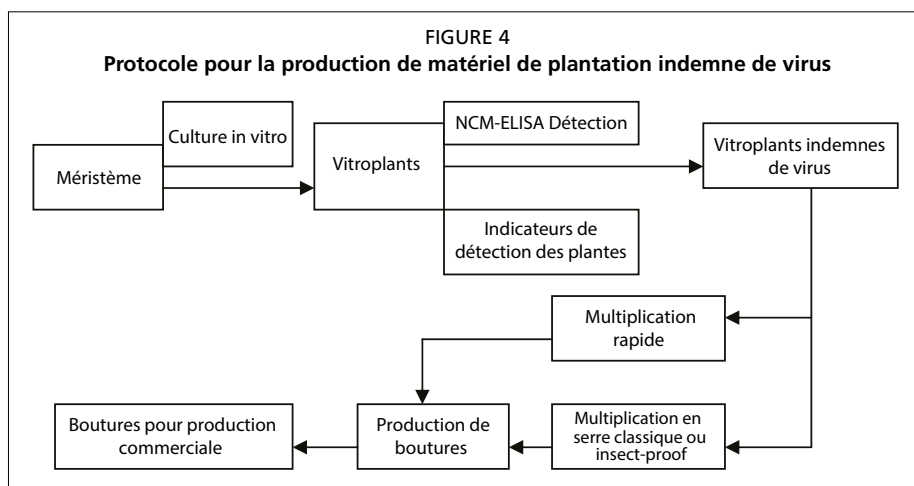 FIGURE 4
Protocole pour la production de matériel de plantation indemne de virus
Culture in vitro
Méristème
Vitroplants
NCM-ELISA Détection
Indicateurs de
détection des plantes
Vitroplants indemnes
de virus
Multiplication
rapide
Multiplication en
serre classique ou
insect-proof
Production de
boutures
Boutures pour production
commerciale